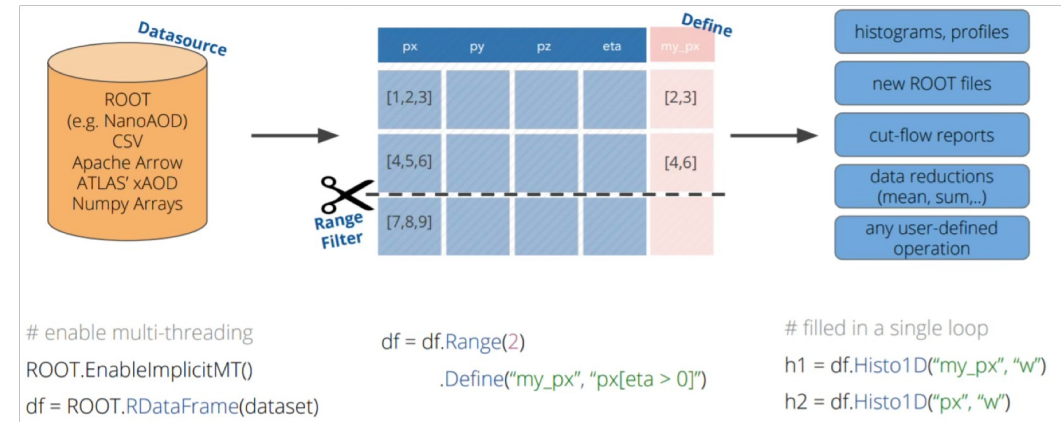 Datasource
ROOT
(e.g. NanoAOD)
CSV
Apache Arrow
ATLAS’ xAOD
Numpy Arrays
Define
px py pz eta my_px
[1,2,3] [2,3]
[4,5,6] [4,6]
Range
Filter
[7,8,9]
histograms, profiles
new ROOT files
cut-flow reports
data reductions
(mean, sum,..)
any user-defined
operation
# enable multi-threading
ROOT.EnableImplicitMT()
df = ROOT.RDataFrame(dataset)
df = df.Range(2)
.Define(“my_px”, “px[eta > 0]”)
# filled in a single loop
h1 = df.Histo1D(“my_px”, “w”)
h2 = df.Histo1D(“px”, “w”)